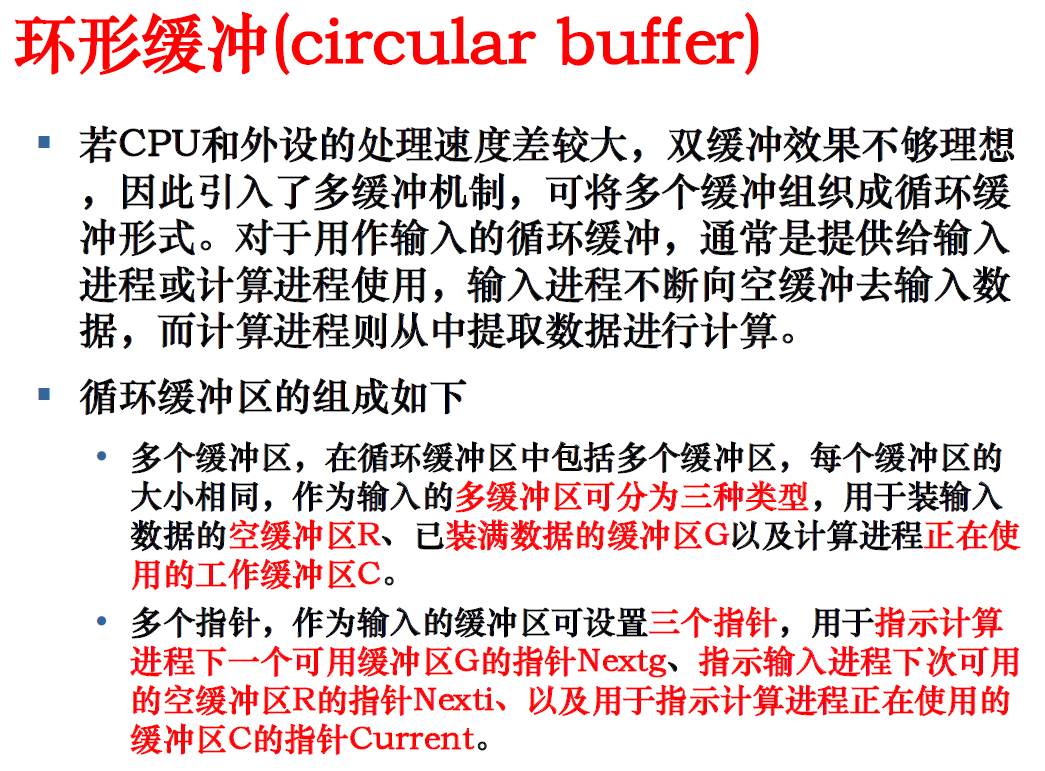 环形缓冲(circular buffer)
若CPU和外设的处理速度差较大，双缓冲效果不够理想
，因此引入了多缓冲机制，可将多个缓冲组织成循环缓
冲形式。对于用作输入的循环缓冲，通常是提供给输入
进程或计算进程使用，输入进程不断向空缓冲去输入数
据，而计算进程则从中提取数据进行计算。
循环缓冲区的组成如下
多个缓冲区，在循环缓冲区中包括多个缓冲区，每个缓冲区的
大小相同，作为输入的多缓冲区可分为三种类型，用于装输入
数据的空缓冲区R、已装满数据的缓冲区G以及计算进程正在使
用的工作缓冲区C。
多个指针，作为输入的缓冲区可设置三个指针，用于指示计算
进程下一个可用缓冲区G的指针Nextg、指示输入进程下次可用
的空缓冲区R的指针Nexti、以及用于指示计算进程正在使用的
缓冲区C的指针Current。